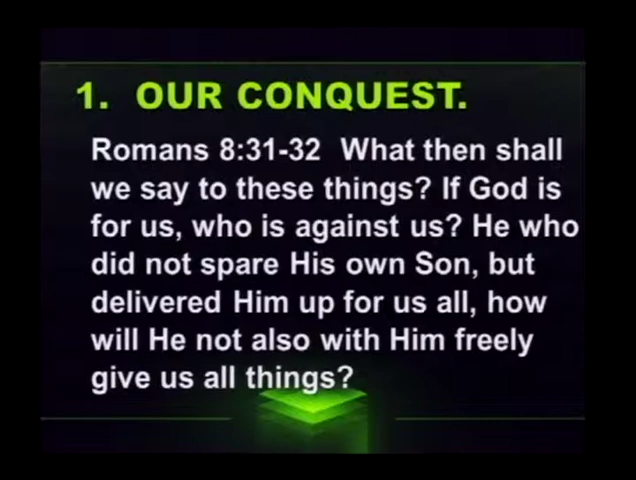 1. OUR CONQUEST.
Romans 8:31-32 What then shall
we say to these things? If God is
for us, who is against us? He who
did not spare His own Son, but
delivered Him up for us all, how
will He not also with Him freely
give us all things?